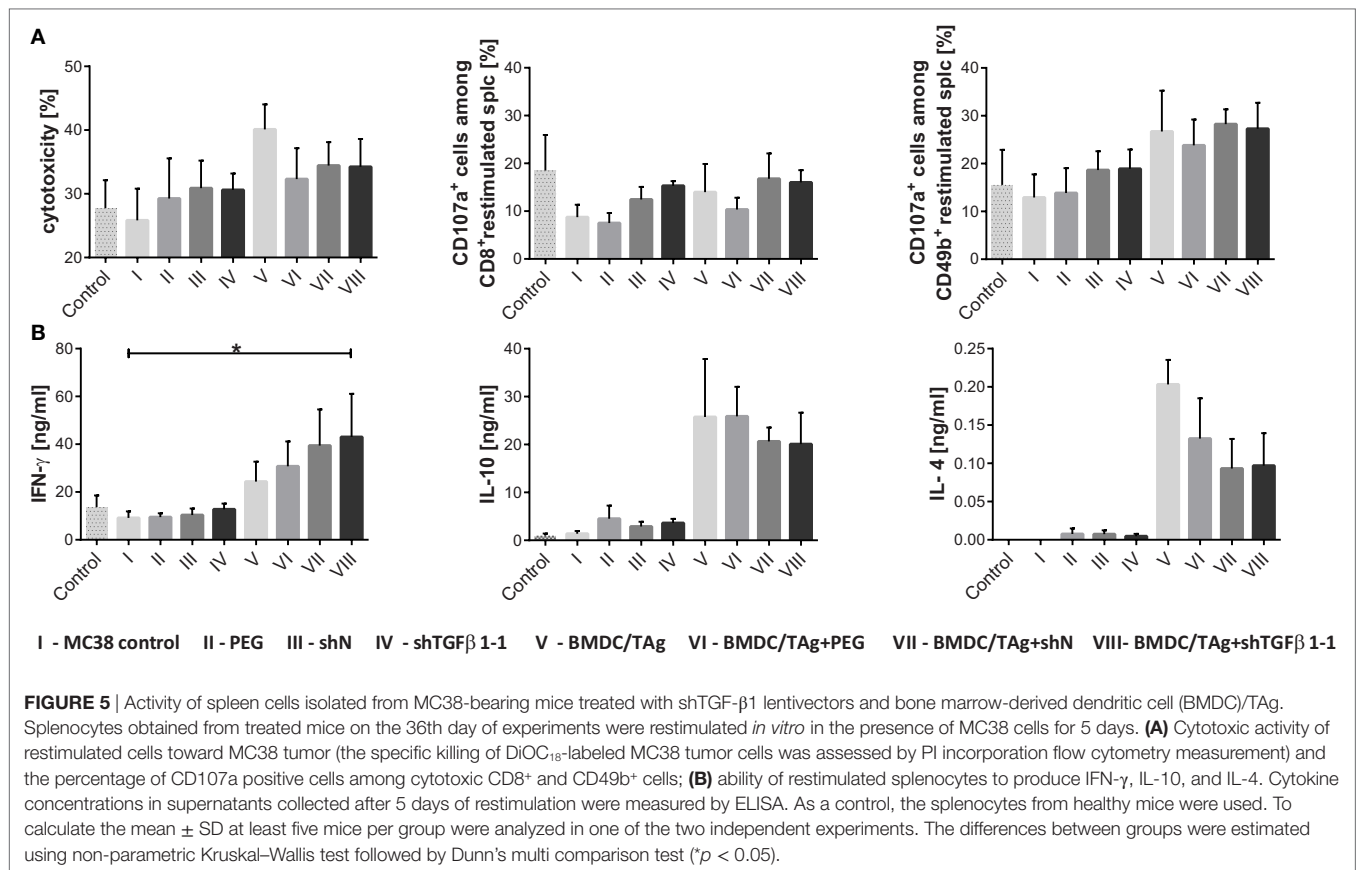 A
cytotoxicity [%]
50
40
30
20
Control I II III IV V VI VII VIII
CD107a+ cells among
CD8+restimulated splc [%]
40
30
20
10
0
Control I II III IV V VI VII VIII
CD107a+ cells among
CD49b+ restimulated splc [%]
40
30
20
10
0
Control I II III IV V VI VII VIII
B
IFN-γ [ng/ml]
80
60
40
20
0
*
Control I II III IV V VI VII VIII
IL-10 [ng/ml]
40
30
20
10
0
Control I II III IV V VI VII VIII
IL- 4 [ng/ml]
0.25
0.20
0.15
0.10
0.05
0.00
Control I II III IV V VI VII VIII
I - MC38 control II - PEG III - shN IV - shTGFβ 1-1 V - BMDC/TAg VI - BMDC/TAg+PEG VII - BMDC/TAg+shN VIII- BMDC/TAg+shTGFβ 1-1
FIGURE 5 | Activity of spleen cells isolated from MC38-bearing mice treated with shTGF-β1 lentivectors and bone marrow-derived dendritic cell (BMDC)/TAg.
Splenocytes obtained from treated mice on the 36th day of experiments were restimulated in vitro in the presence of MC38 cells for 5 days. (A) Cytotoxic activity of
restimulated cells toward MC38 tumor (the specific killing of DiOC18-labeled MC38 tumor cells was assessed by PI incorporation flow cytometry measurement) and
the percentage of CD107a positive cells among cytotoxic CD8+ and CD49b+ cells; (B) ability of restimulated splenocytes to produce IFN-γ, IL-10, and IL-4. Cytokine
concentrations in supernatants collected after 5 days of restimulation were measured by ELISA. As a control, the splenocytes from healthy mice were used. To
calculate the mean ± SD at least five mice per group were analyzed in one of the two independent experiments. The differences between groups were estimated
using non-parametric Kruskal–Wallis test followed by Dunn's multi comparison test (*p < 0.05).